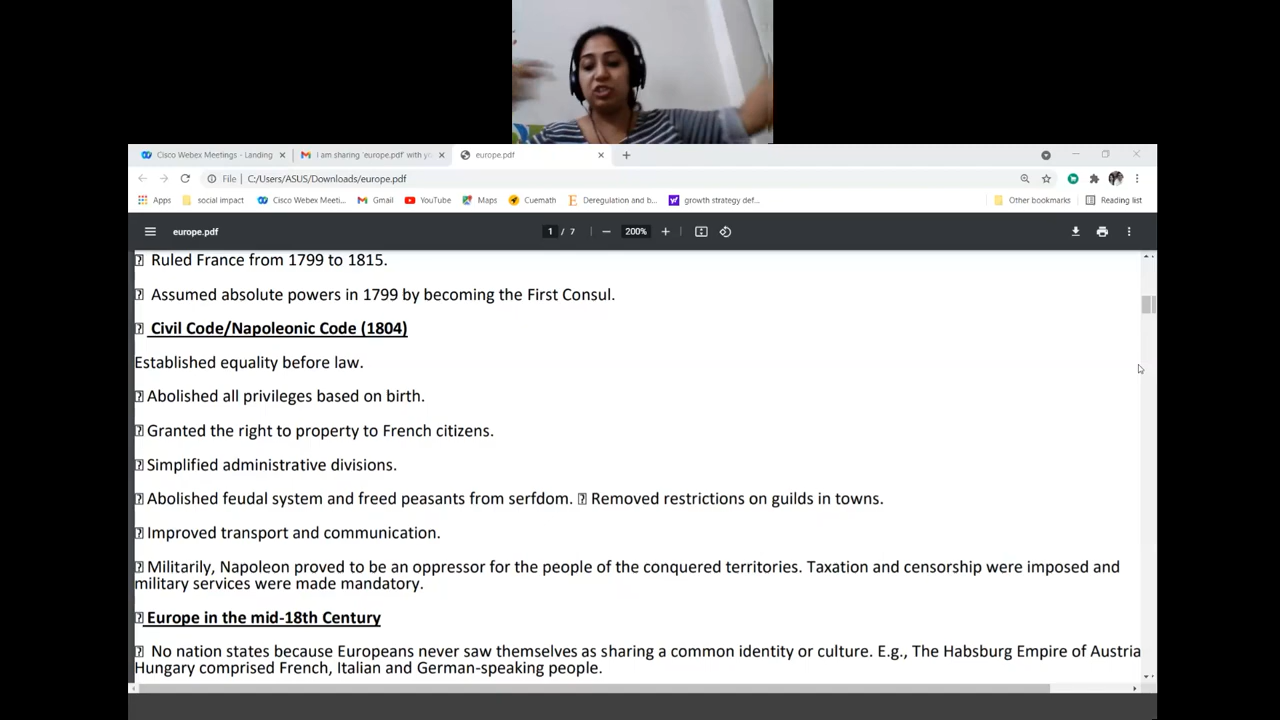 Cisco Webex Meetings - Landing
I am sharing 'europe.pdf' with y
europe.pdf
File | C:/Users/ASUS/Downloads/europe.pdf
Apps social impact Cisco Webex Meeti... Gmail YouTube Maps Cuemath Deregulation and b... growth strategy def... Other bookmarks Reading list
europe.pdf 1 / 7 200%
Ruled France from 1799 to 1815.
Assumed absolute powers in 1799 by becoming the First Consul.
Civil Code/Napoleonic Code (1804)
Established equality before law.
Abolished all privileges based on birth.
Granted the right to property to French citizens.
Simplified administrative divisions.
Abolished feudal system and freed peasants from serfdom. Removed restrictions on guilds in towns.
Improved transport and communication.
Militarily, Napoleon proved to be an oppressor for the people of the conquered territories. Taxation and censorship were imposed and
military services were made mandatory.
Europe in the mid-18th Century
No nation states because Europeans never saw themselves as sharing a common identity or culture. E.g., The Habsburg Empire of Austria
Hungary comprised French, Italian and German-speaking people.